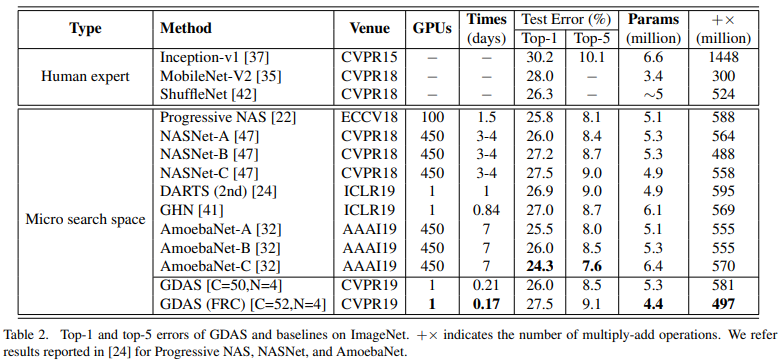 Type Method Venue GPUs Times (days) Test Error (%) Top-1 Top-5 Params (million) +× (million)
Human expert
Inception-v1 [37] CVPR15 – – 30.2 10.1 6.6 1448
MobileNet-V2 [35] CVPR18 – – 28.0 – 3.4 300
ShuffleNet [42] CVPR18 – – 26.3 – ~5 524
Micro search space
Progressive NAS [22] ECCV18 100 1.5 25.8 8.1 5.1 588
NASNet-A [47] CVPR18 450 3-4 26.0 8.4 5.3 564
NASNet-B [47] CVPR18 450 3-4 27.2 8.7 5.3 488
NASNet-C [47] CVPR18 450 3-4 27.5 9.0 4.9 558
DARTS (2nd) [24] ICLR19 1 1 26.9 9.0 4.9 595
GHN [41] ICLR19 1 0.84 27.0 8.7 6.1 569
AmoebaNet-A [32] AAAI19 450 7 25.5 8.0 5.1 555
AmoebaNet-B [32] AAAI19 450 7 26.0 8.5 5.3 555
AmoebaNet-C [32] AAAI19 450 7 24.3 7.6 6.4 570
GDAS [C=50,N=4] CVPR19 1 0.21 26.0 8.5 5.3 581
GDAS (FRC) [C=52,N=4] CVPR19 1 0.17 27.5 9.1 4.4 497
Table 2. Top-1 and top-5 errors of GDAS and baselines on ImageNet. +× indicates the number of multiply-add operations. We refer
results reported in [24] for Progressive NAS, NASNet, and AmoebaNet.